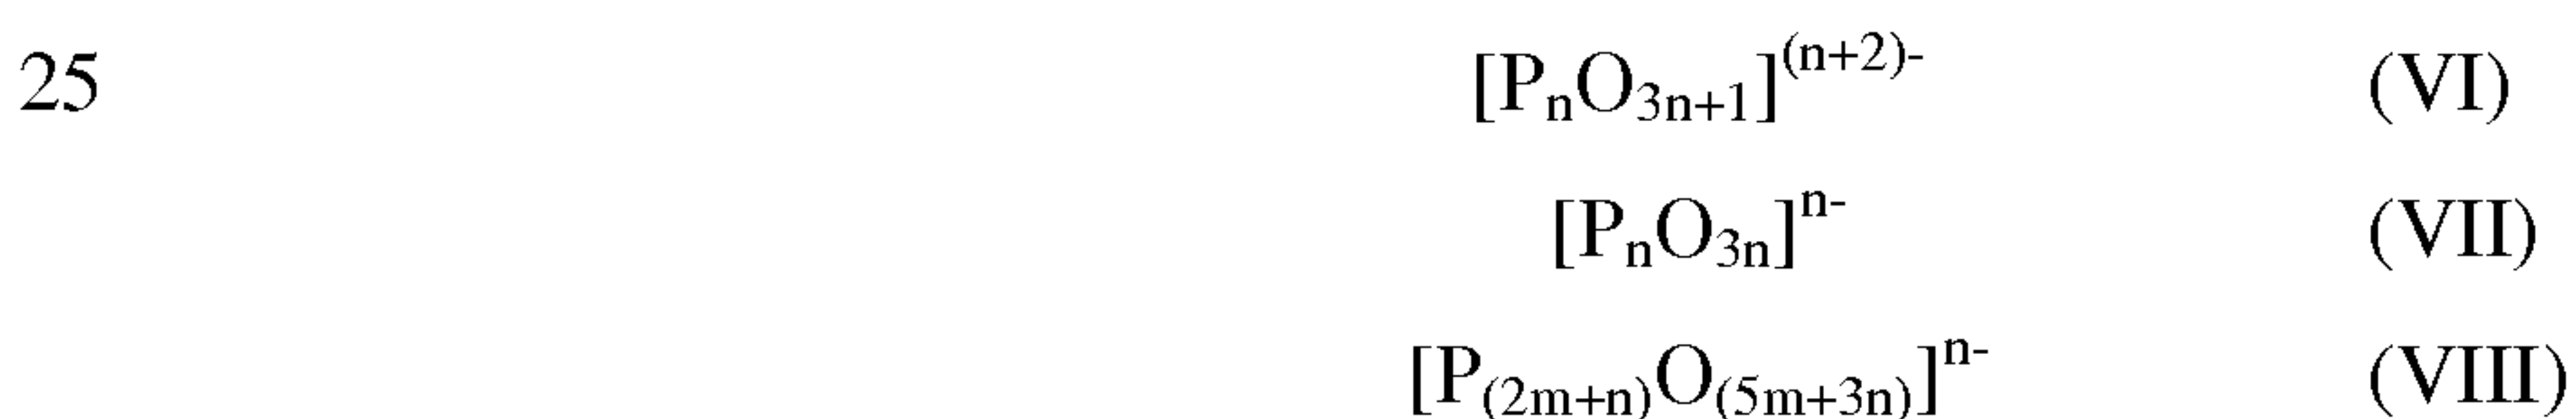 25 [PₙO₃ₙ₊₁]⁽ⁿ⁺²⁾⁻ (VI)
[PₙO₃ₙ]ⁿ⁻ (VII)
[P₍₂ₘ₊ₙ₎O₍₅ₘ₊₃ₙ₎]ⁿ⁻ (VIII)